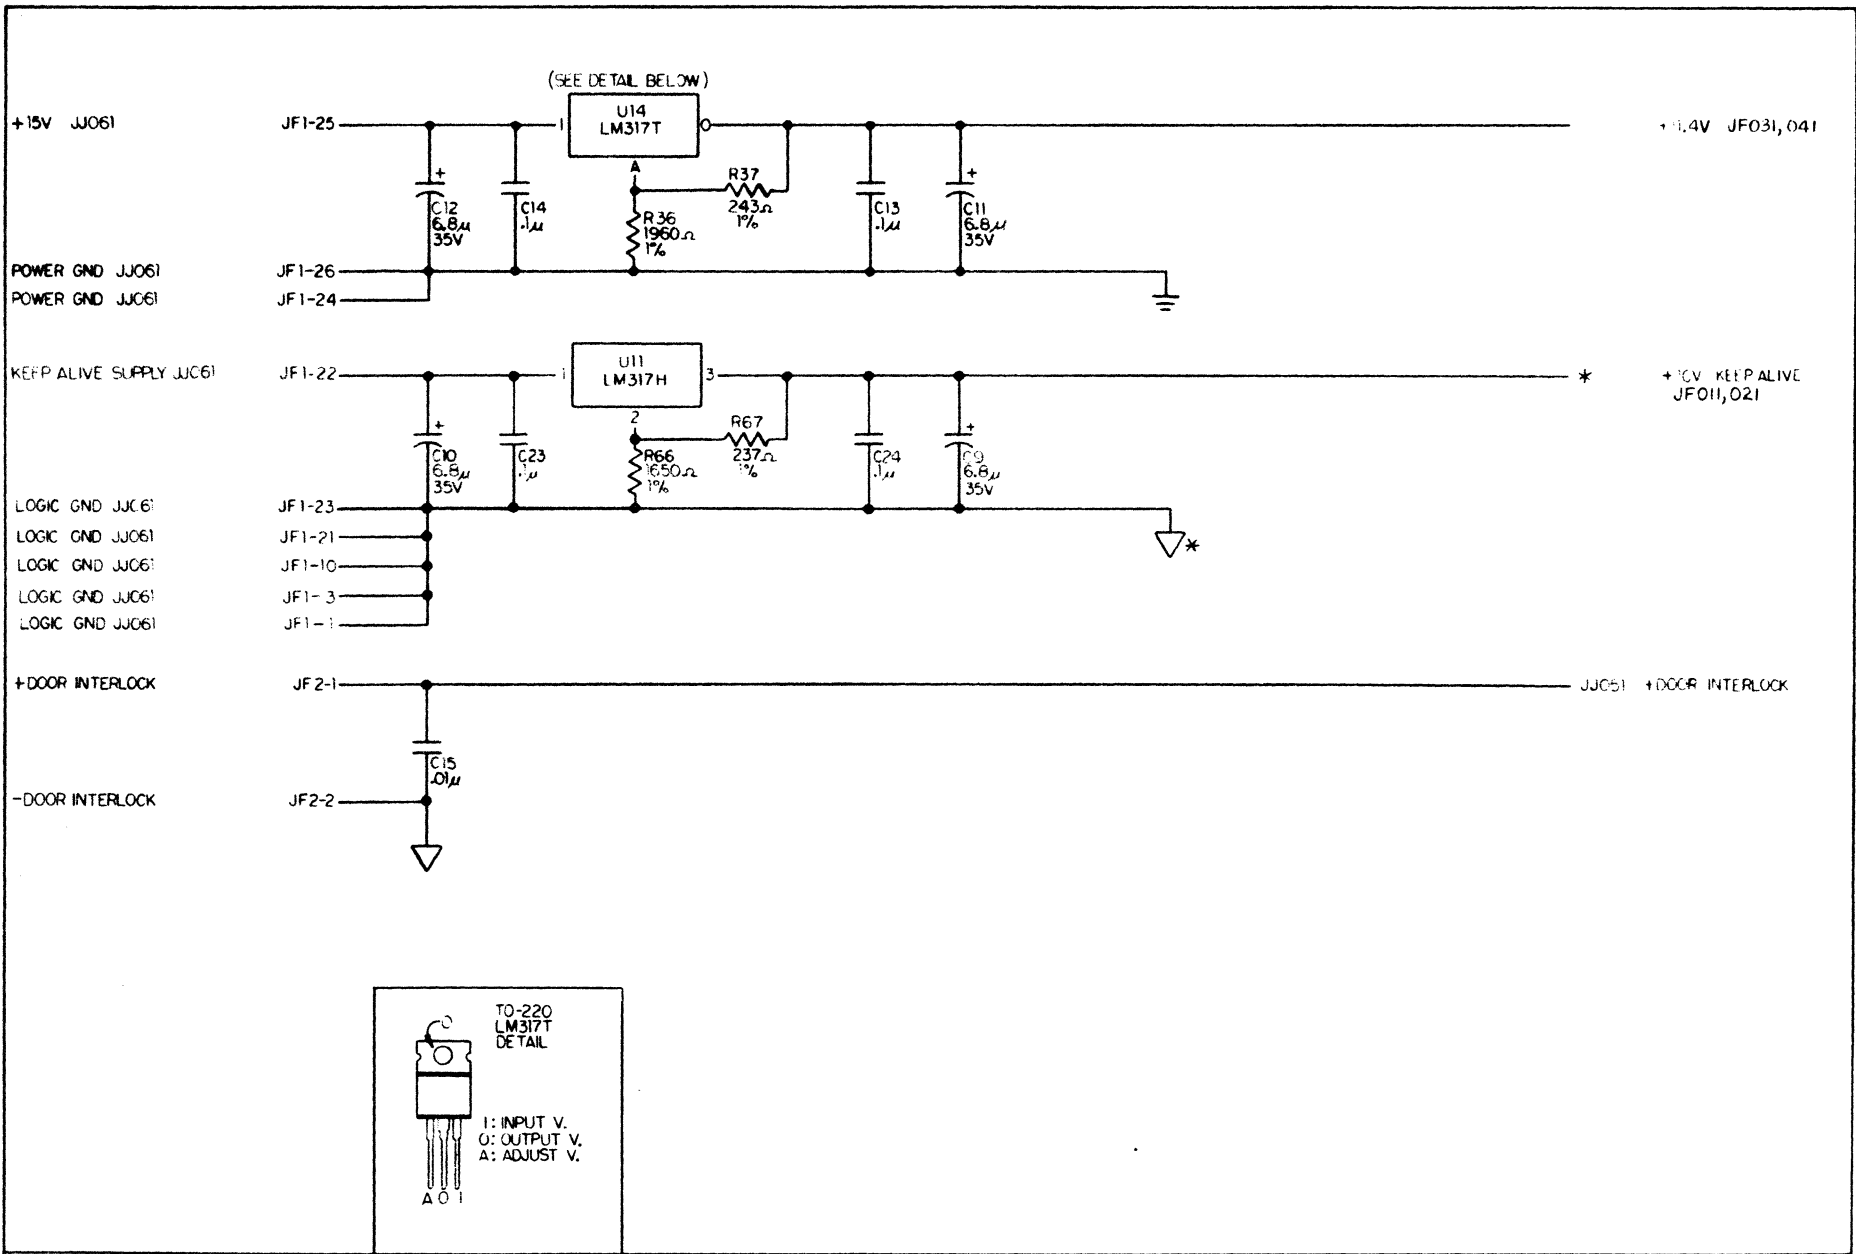 (SEE DETAIL BELOW)
+15V JJ061 JF1-25
I U14 O
LM317T
A
4V JF031,041
+
C12
6.8µ
35V
C14
.1µ
R36
1960Ω
1%
R37
243Ω
1%
C13
.1µ
+
C11
6.8µ
35V
POWER GND JJ061 JF1-26
POWER GND JJ061 JF1-24
KEEP ALIVE SUPPLY JJ061 JF1-22
1 U11 3
LM317H
2
* KEEP ALIVE
JF011,021
+
C10
6.8µ
35V
C23
.1µ
R66
1650Ω
1%
R67
237Ω
1%
C24
.1µ
+
C9
6.8µ
35V
LOGIC GND JJ061 JF1-23
LOGIC GND JJ061 JF1-21
*
LOGIC GND JJ061 JF1-10
LOGIC GND JJ061 JF1-3
LOGIC GND JJ061 JF1-1
+DOOR INTERLOCK JF2-1 +DOOR INTERLOCK
C15
.01µ
-DOOR INTERLOCK JF2-2
O
TO-220
LM317T
DETAIL
I: INPUT V.
O: OUTPUT V.
A: ADJUST V.
A O I